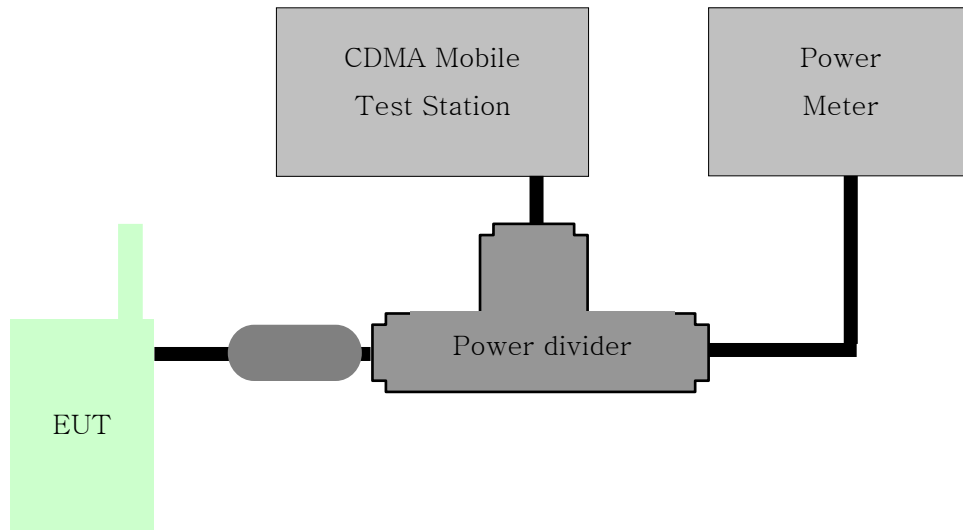 CDMA Mobile
Test Station
Power
Meter
Power divider
EUT